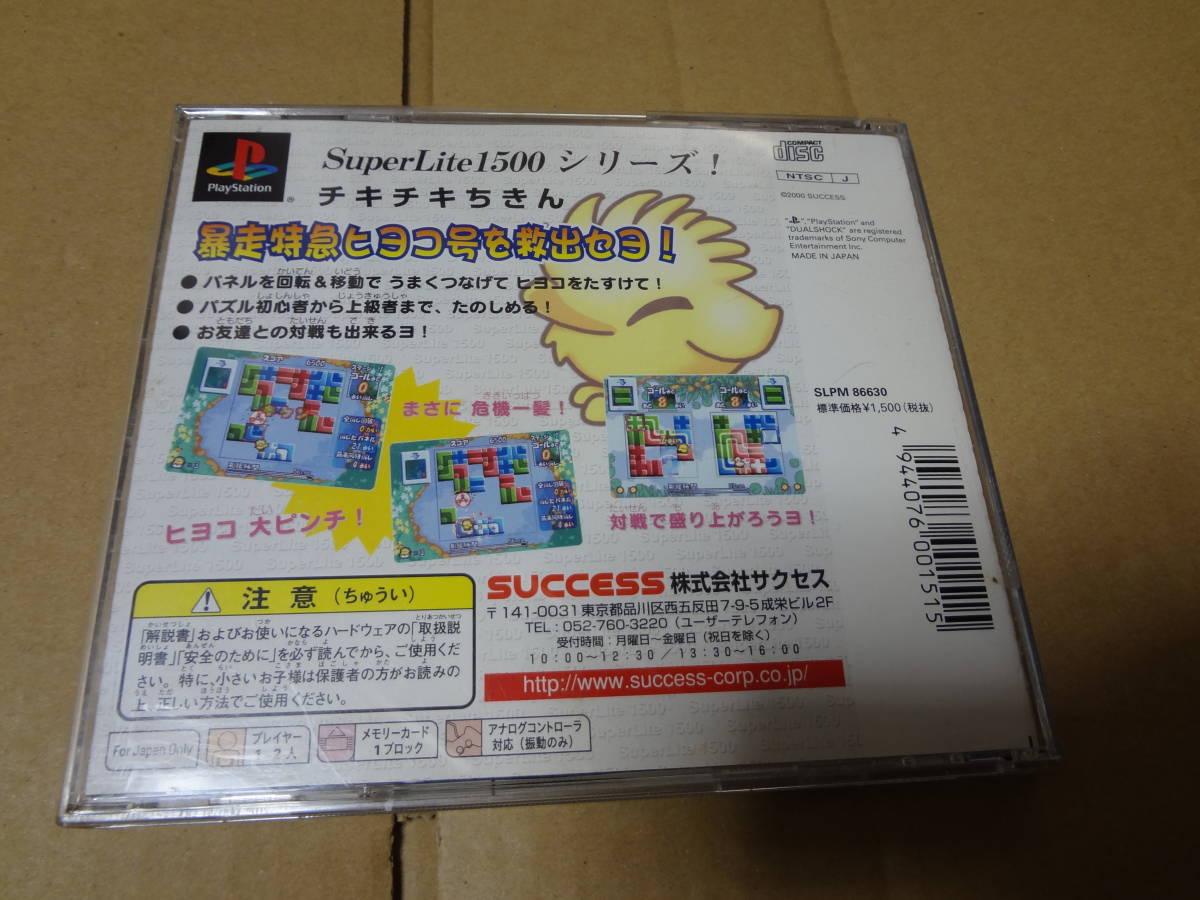 PlayStation
SuperLite1500 シリーズ！
チキチキちきん
暴走特急ヒヨコ号を救出セヨ！
● パネルを回転＆移動で うまくつなげて ヒヨコをたすけて！
● パズル初心者から上級者まで、たのしめる！
● お友達との対戦も出来るヨ！
COMPACT
disc
NTSC J
©2000 SUCCESS
"PlayStation" and
"DUALSHOCK" are registered
trademarks of Sony Computer
Entertainment Inc.
MADE IN JAPAN
まさに 危機一髪！
ヒヨコ 大ピンチ！
対戦で盛り上がろうヨ！
SLPM 86630
標準価格￥1,500（税抜）
4 944076 001515
注意（ちゅうい）
「解説書」およびお使いになるハードウェアの「取扱説
明書」「安全のために」を必ず読んでから、ご使用くだ
さい。特に、小さいお子様は保護者の方がお読みの
上、正しい方法でご使用ください。
SUCCESS 株式会社サクセス
〒141-0031 東京都品川区西五反田7-9-5成栄ビル2F
TEL：052-760-3220（ユーザーテレフォン）
受付時間：月曜日〜金曜日（祝日を除く）
10：00〜12：30／13：30〜16：00
http://www.success-corp.co.jp/
For Japan Only
プレイヤー
1、2人
メモリーカード
1ブロック
アナログコントローラ
対応（振動のみ）